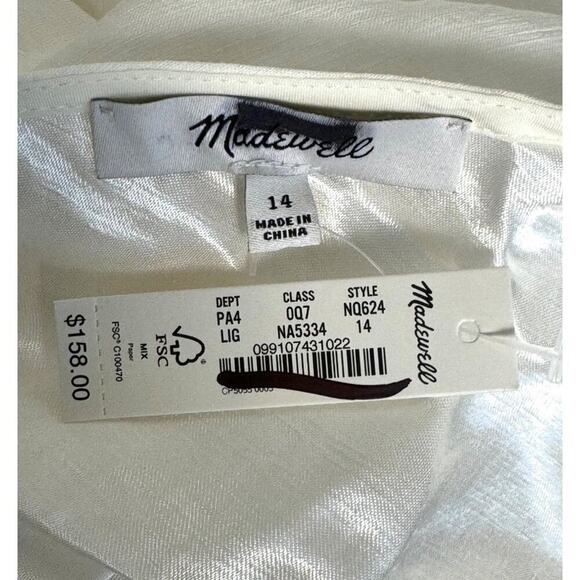 Madewell
14
MADE IN
CHINA
DEPT CLASS STYLE
PA4 0Q7 NQ624
LIG NA5334 14
099107431022
Madewell
FSC
®
MIX
Paper
FSC® C100470
$158.00